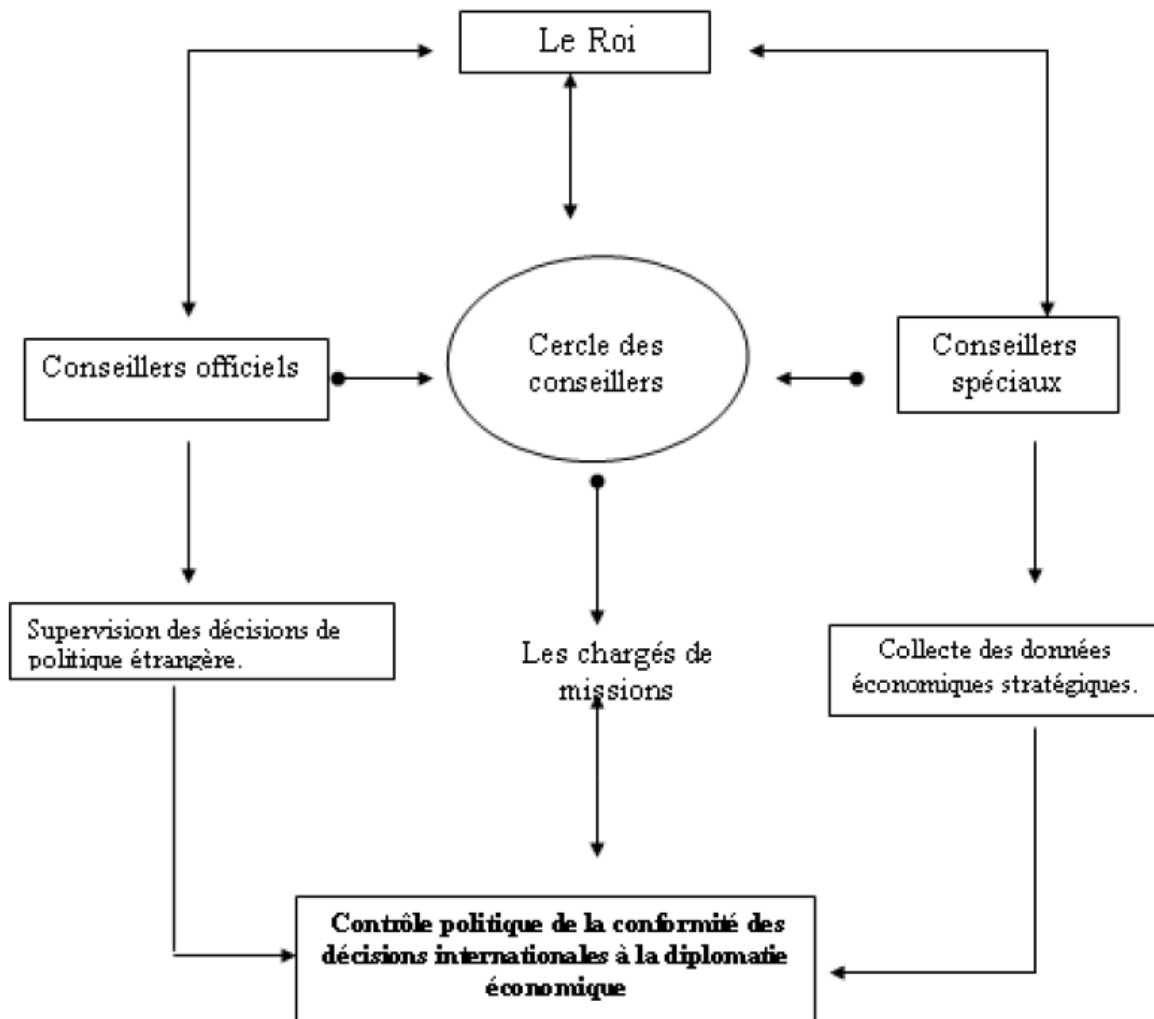 Le Roi
Conseillers officiels
Cercle des
conseillers
Conseillers
spéciaux
Supervision des décisions de
politique étrangère.
Les chargés de
missions
Collecte des données
économiques stratégiques.
Contrôle politique de la conformité des
décisions internationales à la diplomatie
économique